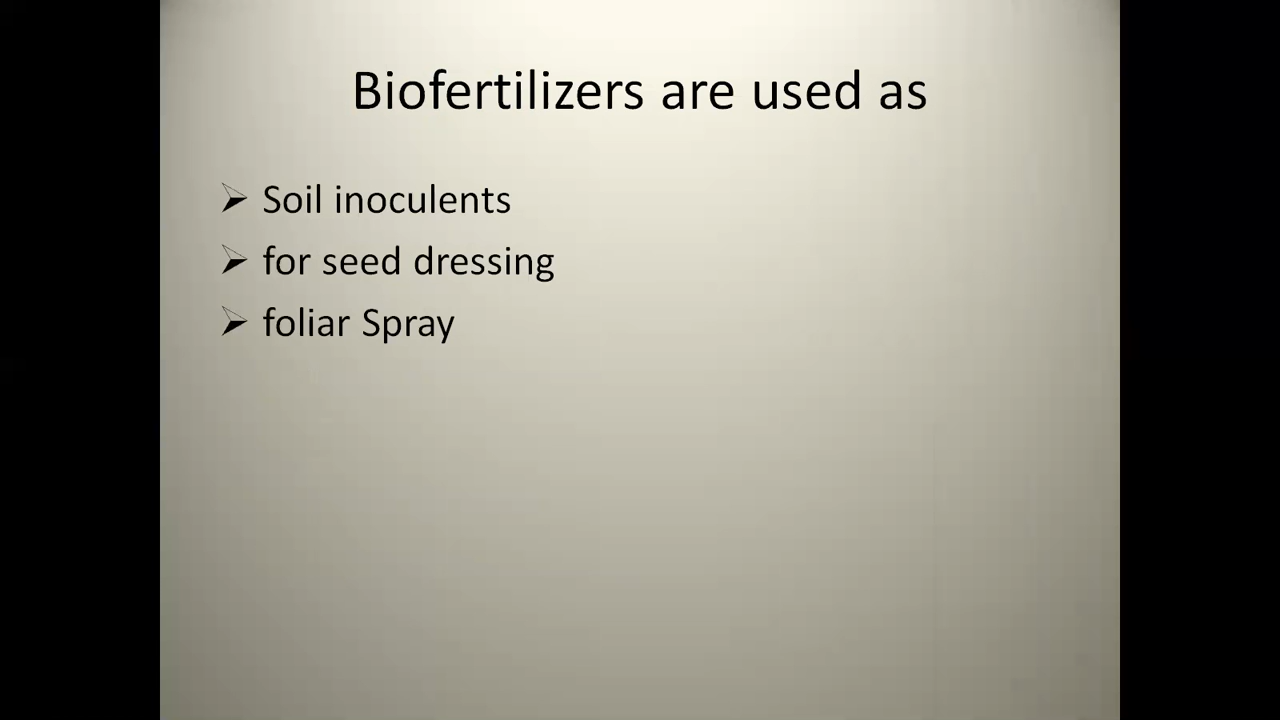 Biofertilizers are used as
➢ Soil inoculents
➢ for seed dressing
➢ foliar Spray